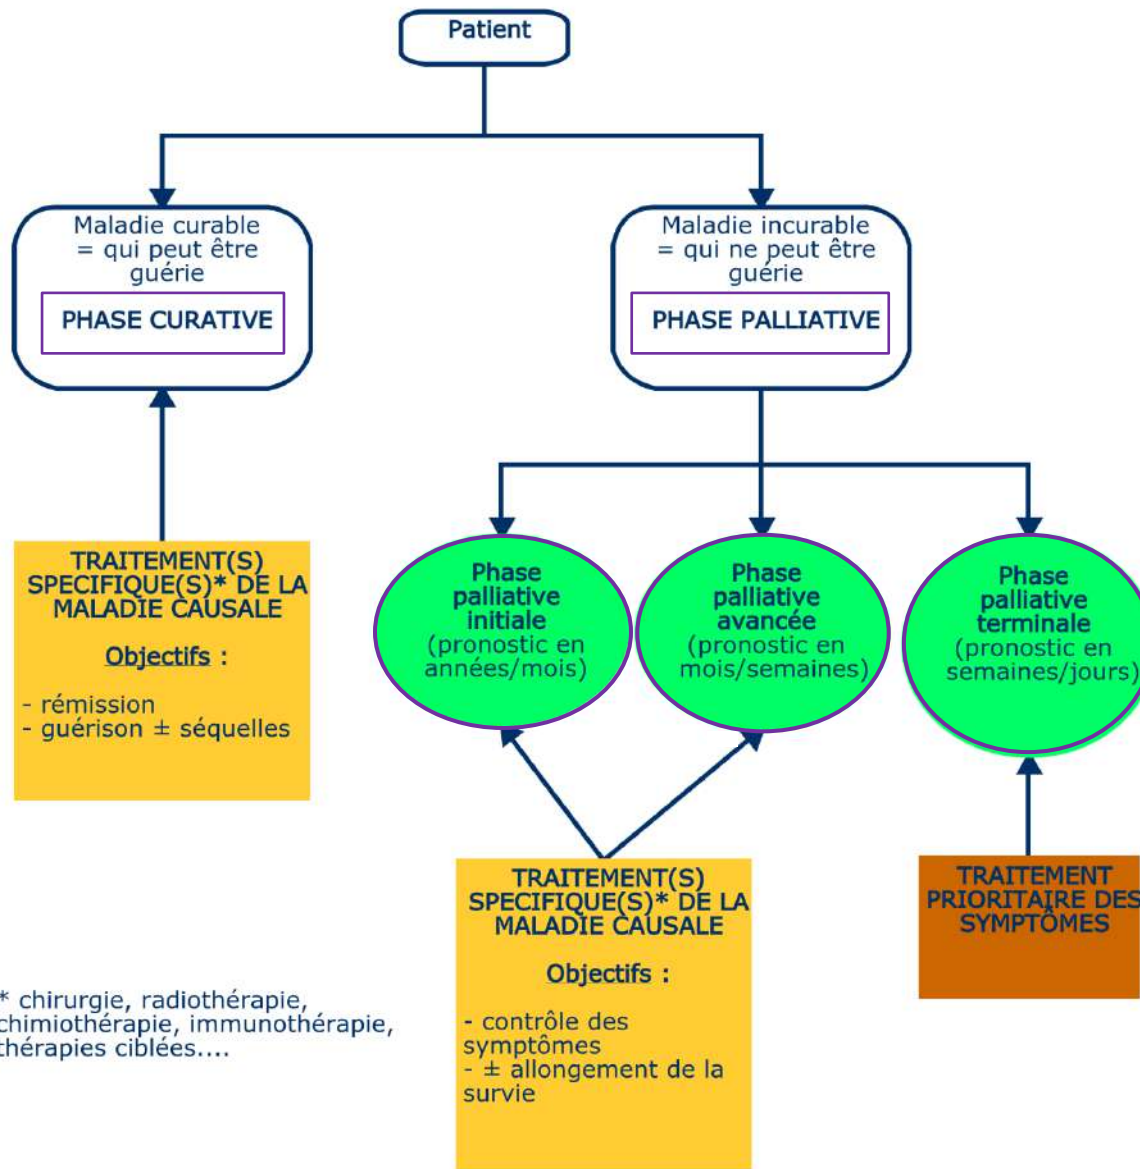 Patient
Maladie curable
= qui peut être
guérie
PHASE CURATIVE
Maladie incurable
= qui ne peut être
guérie
PHASE PALLIATIVE
TRAITEMENT(S)
SPECIFIQUE(S)* DE LA
MALADIE CAUSALE
Objectifs :
- rémission
- guérison ± séquelles
Phase
palliative
initiale
(pronostic en
années/mois)
Phase
palliative
avancée
(pronostic en
mois/semaines)
Phase
palliative
terminale
(pronostic en
semaines/jours)
TRAITEMENT(S)
SPECIFIQUE(S)* DE LA
MALADIE CAUSALE
Objectifs :
- contrôle des
symptômes
- ± allongement de la
survie
TRAITEMENT
PRIORITAIRE DES
SYMPTÔMES
* chirurgie, radiothérapie,
chimiothérapie, immunothérapie,
thérapies ciblées....